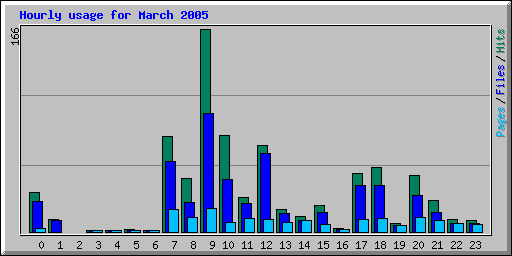 Hourly usage for March 2005
166
Pages/Files/Hits
0 1 2 3 4 5 6 7 8 9 10 11 12 13 14 15 16 17 18 19 20 21 22 23